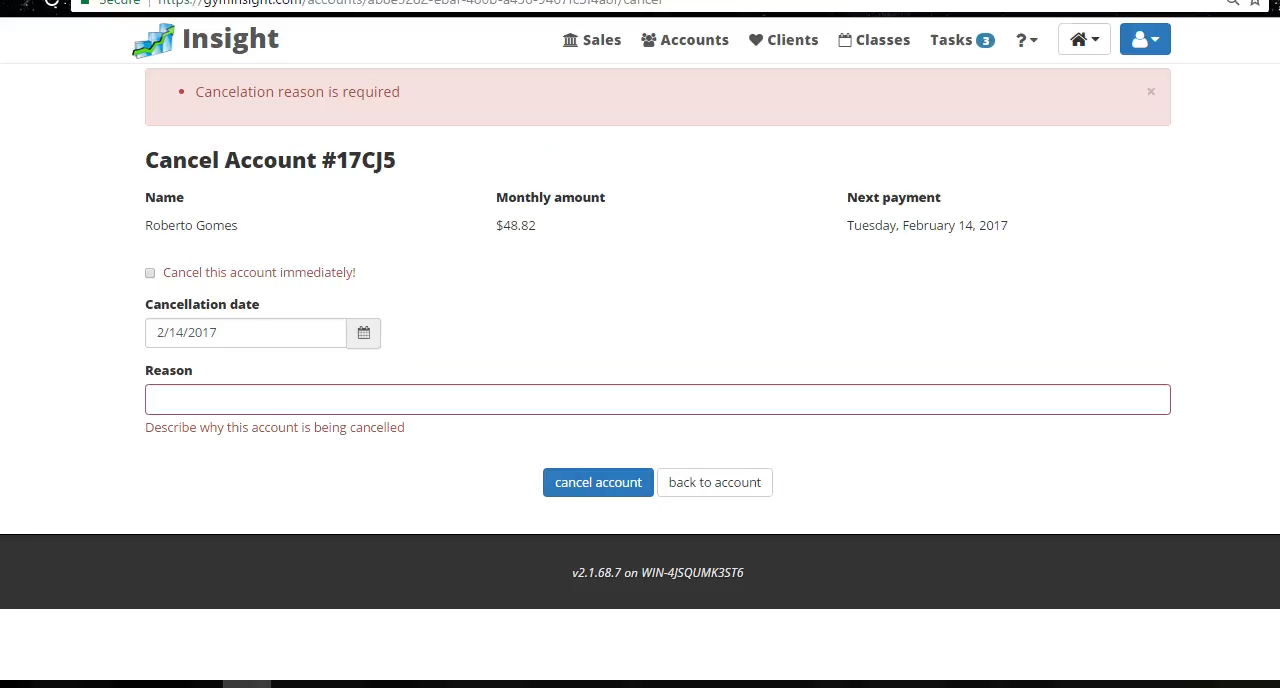 Secure
Insight
Sales Accounts Clients Classes Tasks 3 ?
Cancelation reason is required ×
Cancel Account #17CJ5
Name Monthly amount Next payment
Roberto Gomes $48.82 Tuesday, February 14, 2017
Cancel this account immediately!
Cancellation date
2/14/2017
Reason
Describe why this account is being cancelled
cancel account back to account
v2.1.68.7 on WIN-4JSQUMK3ST6